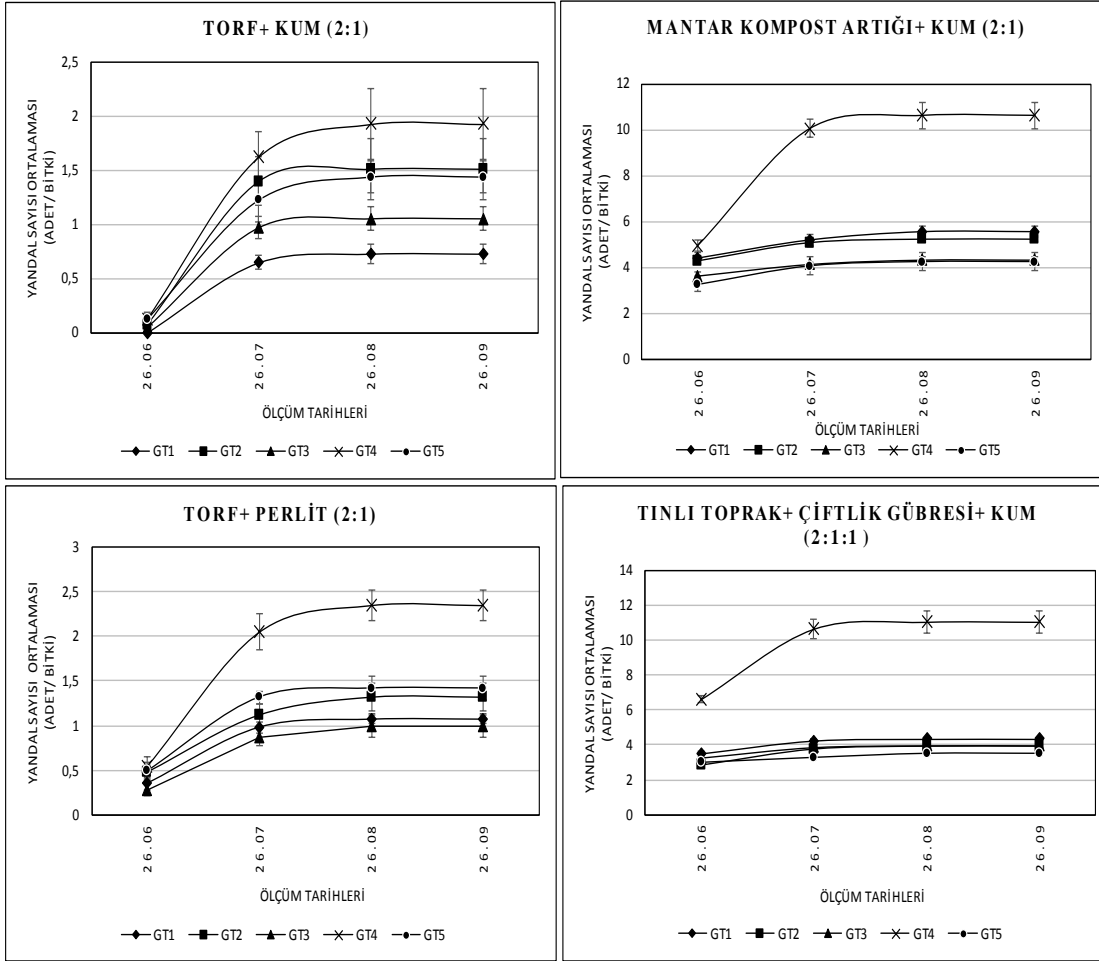 TORF+ KUM (2:1)
YANDAL SAYISI ORTALAMASI
(ADET/ BİTKİ)
2,5
2
1,5
1
0,5
0
26.06
26.07
26.08
26.09
ÖLÇÜM TARİHLERİ
GT1 GT2 GT3 GT4 GT5
MANTAR KOMPOST ARTIĞI+ KUM (2:1)
YANDAL SAYISI ORTALAMASI
(ADET/ BİTKİ)
12
10
8
6
4
2
0
26.06
26.07
26.08
26.09
ÖLÇÜM TARİHLERİ
GT1 GT2 GT3 GT4 GT5
TORF+ PERLİT (2:1)
YANDAL SAYISI ORTALAMASI
(ADET/ BİTKİ)
3
2,5
2
1,5
1
0,5
0
26.06
26.07
26.08
26.09
ÖLÇÜM TARİHLERİ
GT1 GT2 GT3 GT4 GT5
TINLI TOPRAK+ ÇİFTLİK GÜBRESİ+ KUM
(2:1:1 )
YANDAL SAYISI ORTALAMASI
(ADET/ BİTKİ)
14
12
10
8
6
4
2
0
26.06
26.07
26.08
26.09
ÖLÇÜM TARİHLERİ
GT1 GT2 GT3 GT4 GT5